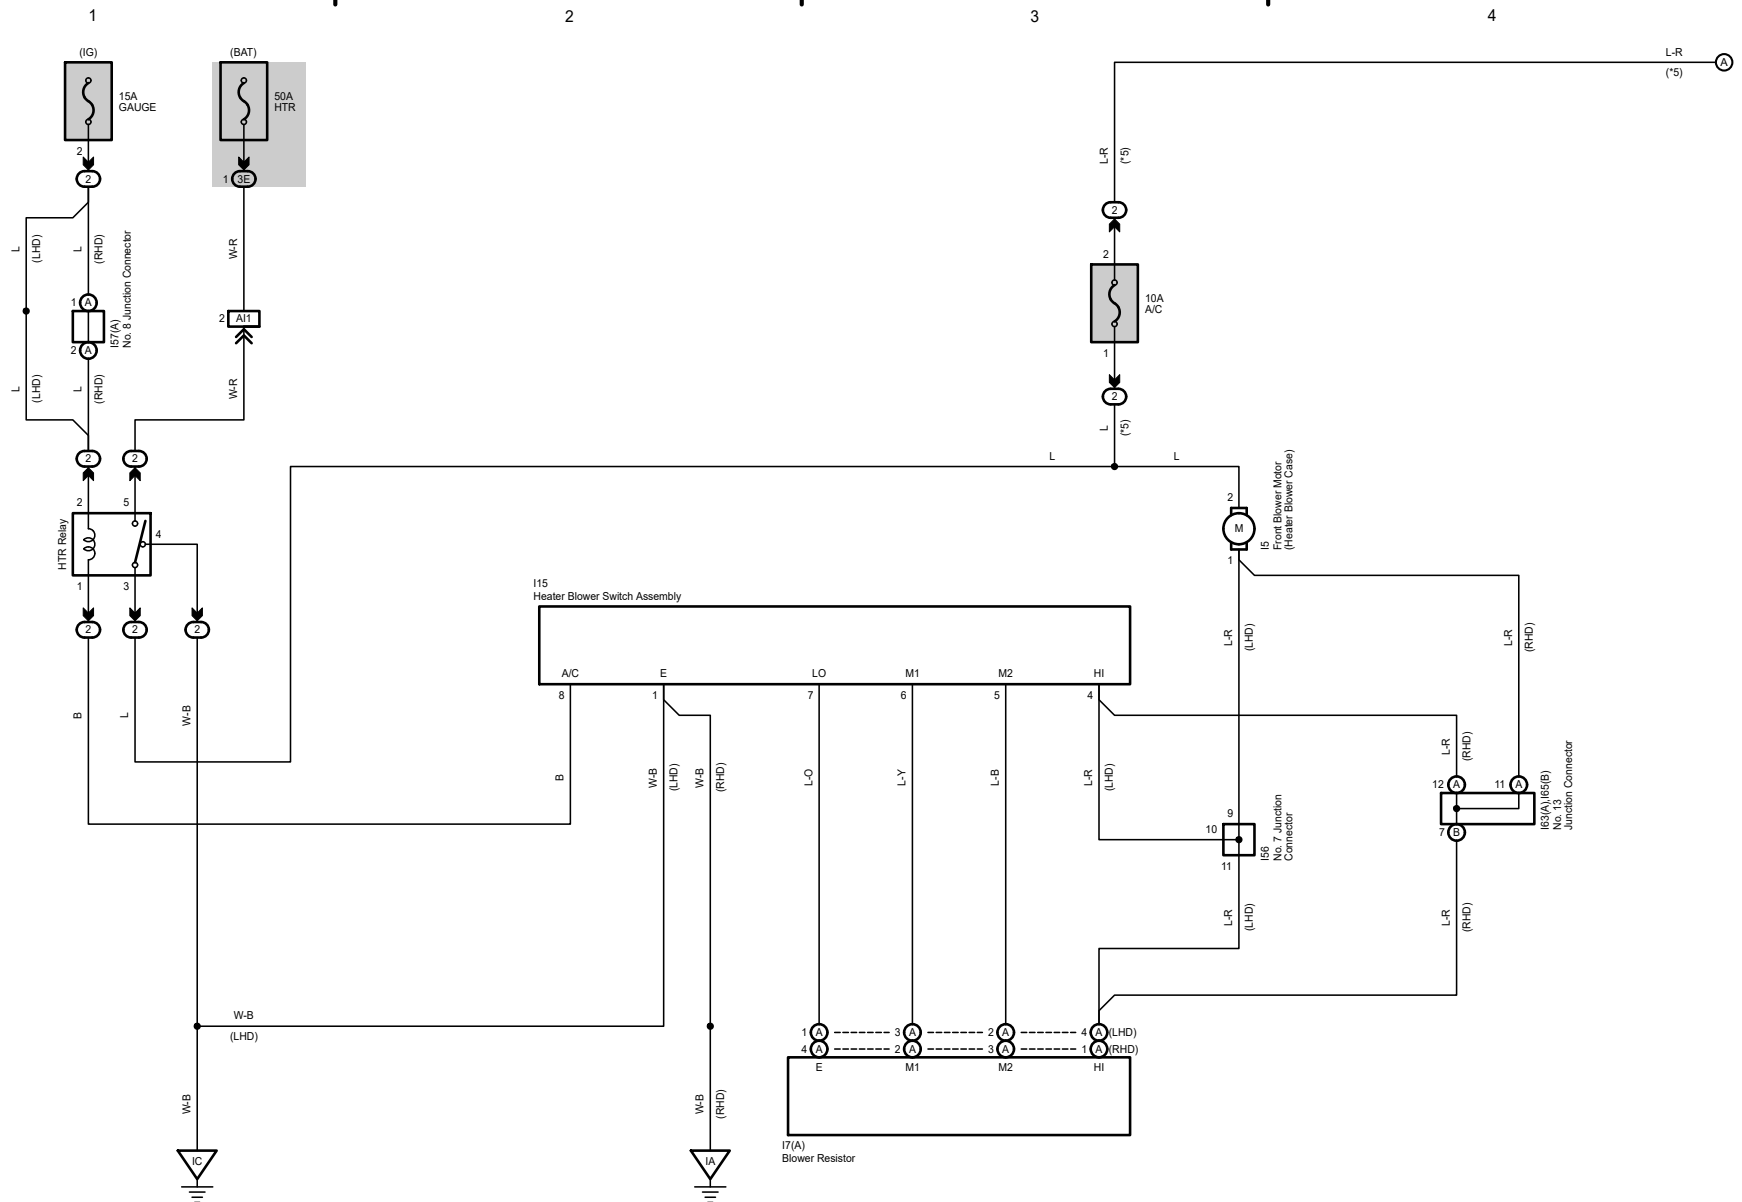 1
2
3
4
(IG)
(BAT)
15A
GAUGE
50A
HTR
2
2
1
3E
L-R
(*5)
A
L-R
(*5)
2
2
10A
A/C
1
2
L
(*5)
L
(LHD)
L
(RHD)
1
A
2
A
I57(A)
No. 8 Junction Connector
W-R
2
AI1
W-R
L
(LHD)
L
(RHD)
2
2
2
5
4
HTR Relay
1
3
2
2
2
L
L
2
M
1
I5
Front Blower Motor
(Heater Blower Case)
I15
Heater Blower Switch Assembly
A/C
E
LO
M1
M2
HI
8
1
7
6
5
4
B
L
W-B
B
W-B
(LHD)
W-B
(RHD)
L-O
L-Y
L-B
L-R
(LHD)
L-R
(LHD)
L-R
(RHD)
L-R
(RHD)
12
A
11
A
7
B
I63(A),I65(B)
No. 13
Junction Connector
9
10
11
I56
No. 7 Junction
Connector
L-R
(LHD)
L-R
(RHD)
W-B
(LHD)
1
A
3
A
2
A
4
A
(LHD)
4
A
2
A
3
A
1
A
(RHD)
E
M1
M2
HI
W-B
W-B
(RHD)
I7(A)
Blower Resistor
IC
IA